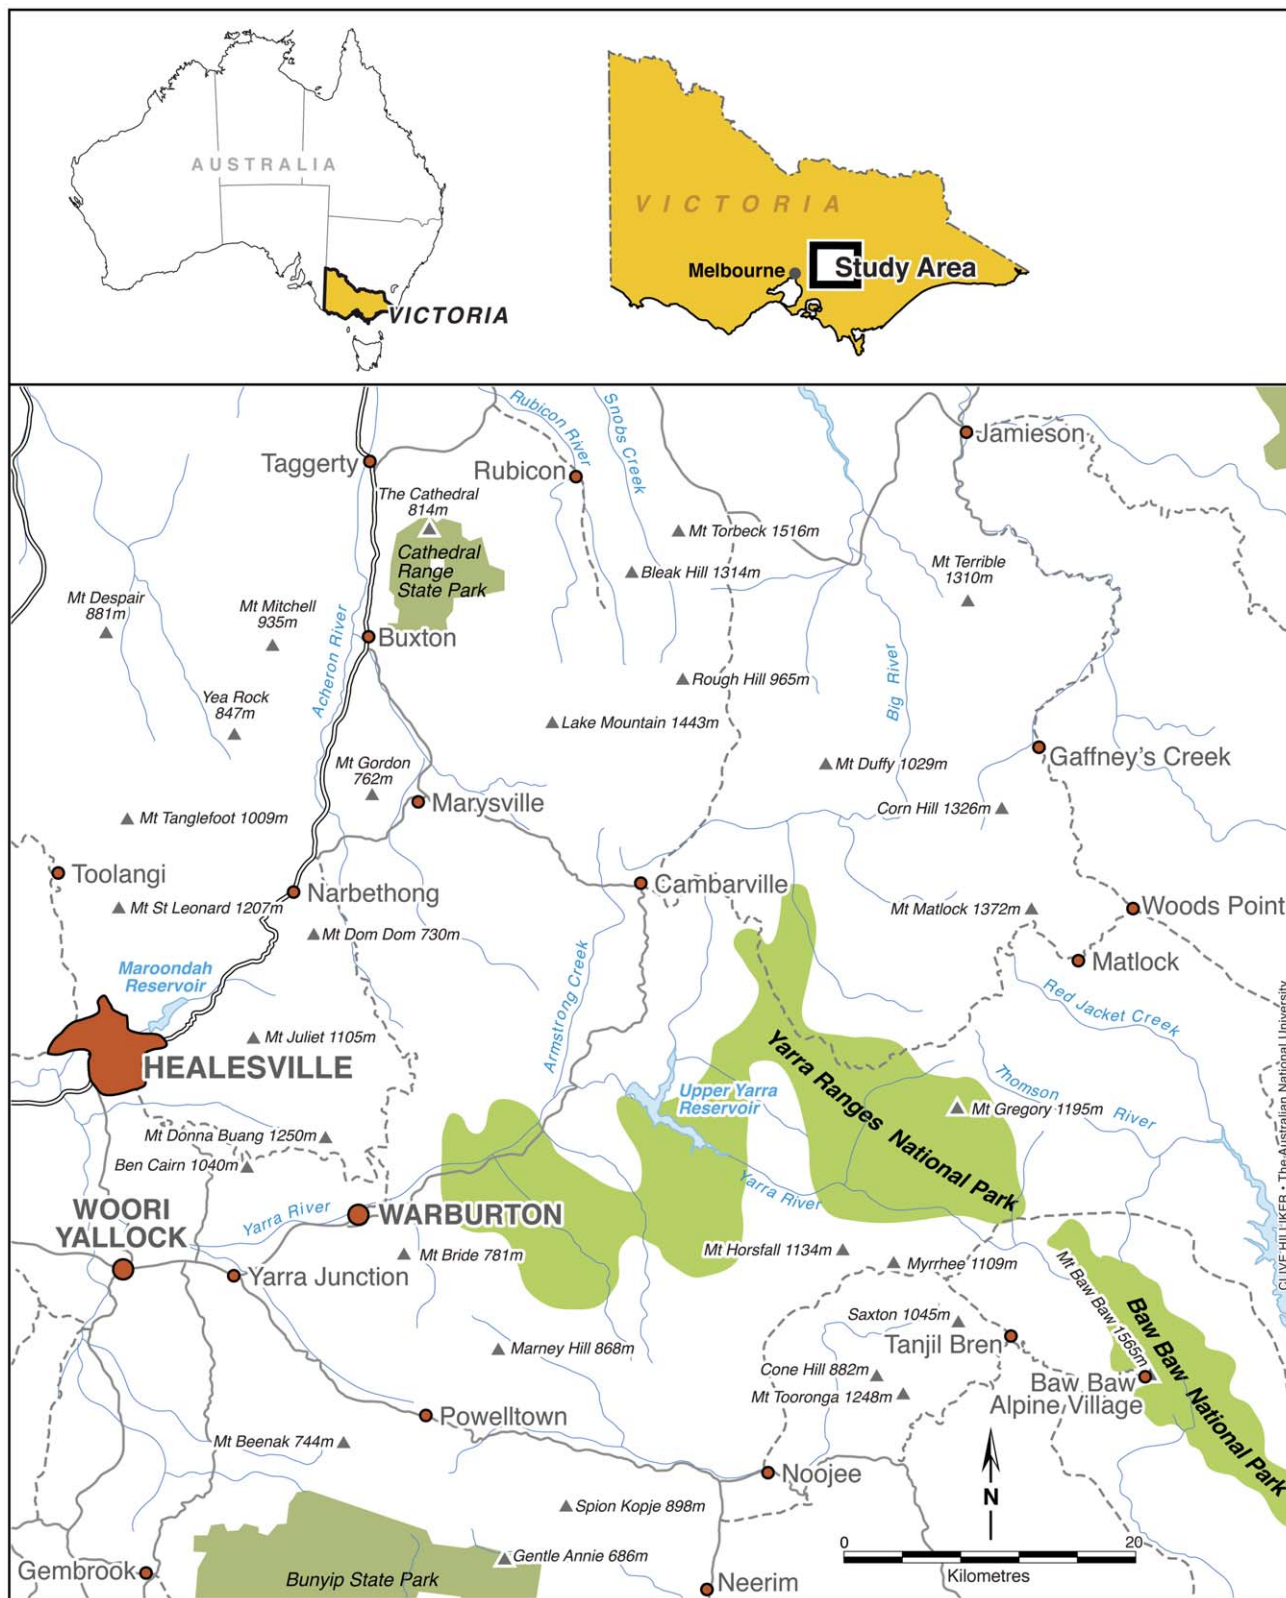 AUSTRALIA
VICTORIA
VICTORIA
Melbourne
Study Area
Rubicon River
Snobs Creek
Jamieson
Taggerty
Rubicon
The Cathedral
814m
Cathedral
Range
State Park
Mt Torbeck 1516m
Bleak Hill 1314m
Mt Terrible
1310m
Mt Despair
881m
Mt Mitchell
935m
Acheron River
Buxton
Big River
Yea Rock
847m
Rough Hill 965m
Lake Mountain 1443m
Mt Gordon
762m
Mt Duffy 1029m
Gaffney's Creek
Marysville
Corn Hill 1326m
Mt Tanglefoot 1009m
Toolangi
Narbethong
Cambarville
Mt St Leonard 1207m
Mt Matlock 1372m
Woods Point
Mt Dom Dom 730m
Matlock
Maroondah
Reservoir
Armstrong Creek
Red Jacket Creek
Mt Juliet 1105m
HEALESVILLE
Yarra Ranges National Park
Upper Yarra
Reservoir
Thomson
River
Mt Gregory 1195m
Mt Donna Buang 1250m
Ben Cairn 1040m
Yarra River
WOORI
YALLOCK
Yarra River
WARBURTON
Mt Bride 781m
Mt Horsfall 1134m
Myrrhee 1109m
Yarra Junction
Mt Baw Baw 1565m
Baw Baw National Park
Saxton 1045m
Tanjil Bren
Marney Hill 868m
Cone Hill 882m
Mt Tooronga 1248m
Baw Baw
Alpine Village
Powelltown
Mt Beenak 744m
Noojee
N
Spion Kopje 898m
Gentle Annie 686m
0
20
Kilometres
Gembrook
Bunyip State Park
Neerim
CLIVE HILLIKER • The Australian National University